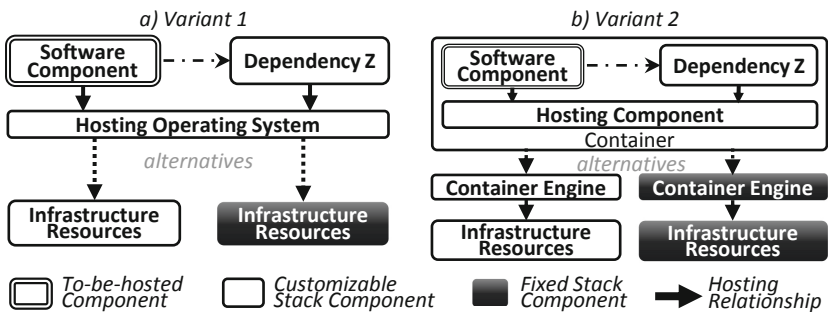 a) Variant 1
Software
Component
Dependency Z
Hosting Operating System
alternatives
Infrastructure
Resources
Infrastructure
Resources
b) Variant 2
Software
Component
Dependency Z
Hosting Component
Container
alternatives
Container Engine
Container Engine
Infrastructure
Resources
Infrastructure
Resources
To-be-hosted
Component
Customizable
Stack Component
Fixed Stack
Component
Hosting
Relationship